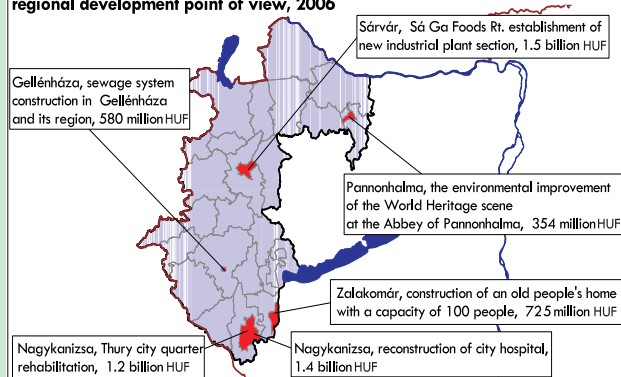 regional development point of view, 2006
Sárvár, Sá Ga Foods Rt. establishment of
new industrial plant section, 1.5 billion HUF
Gellénháza, sewage system
construction in Gellénháza
and its region, 580 million HUF
Pannonhalma, the environmental improvement
of the World Heritage scene
at the Abbey of Pannonhalma, 354 million HUF
Zalakomár, construction of an old people's home
with a capacity of 100 people, 725 million HUF
Nagykanizsa, Thury city quarter
rehabilitation, 1.2 billion HUF
Nagykanizsa, reconstruction of city hospital,
1.4 billion HUF